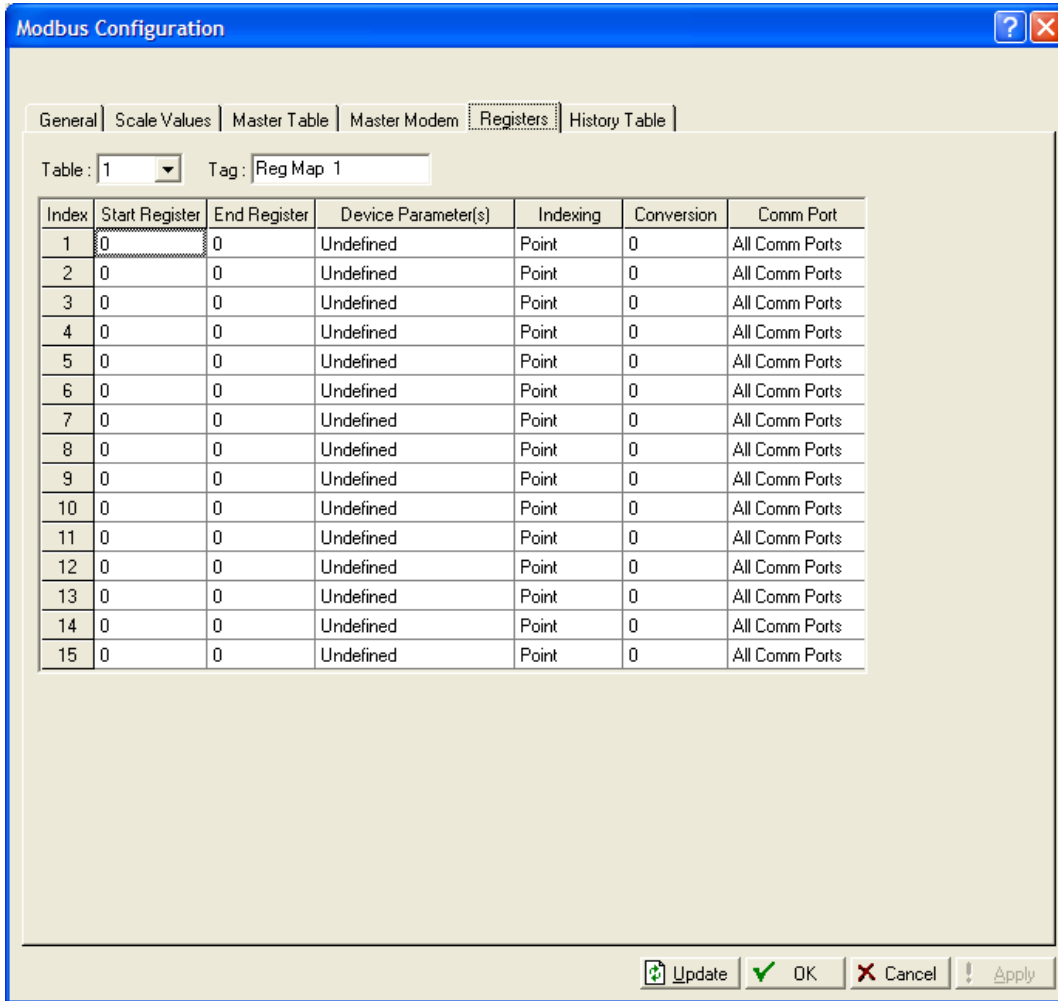 Modbus Configuration
General Scale Values Master Table Master Modem Registers History Table
Table : 1 Tag : Reg Map 1
Index Start Register End Register Device Parameter(s) Indexing Conversion Comm Port
1 0 0 Undefined Point 0 All Comm Ports
2 0 0 Undefined Point 0 All Comm Ports
3 0 0 Undefined Point 0 All Comm Ports
4 0 0 Undefined Point 0 All Comm Ports
5 0 0 Undefined Point 0 All Comm Ports
6 0 0 Undefined Point 0 All Comm Ports
7 0 0 Undefined Point 0 All Comm Ports
8 0 0 Undefined Point 0 All Comm Ports
9 0 0 Undefined Point 0 All Comm Ports
10 0 0 Undefined Point 0 All Comm Ports
11 0 0 Undefined Point 0 All Comm Ports
12 0 0 Undefined Point 0 All Comm Ports
13 0 0 Undefined Point 0 All Comm Ports
14 0 0 Undefined Point 0 All Comm Ports
15 0 0 Undefined Point 0 All Comm Ports
Update OK Cancel ! Apply